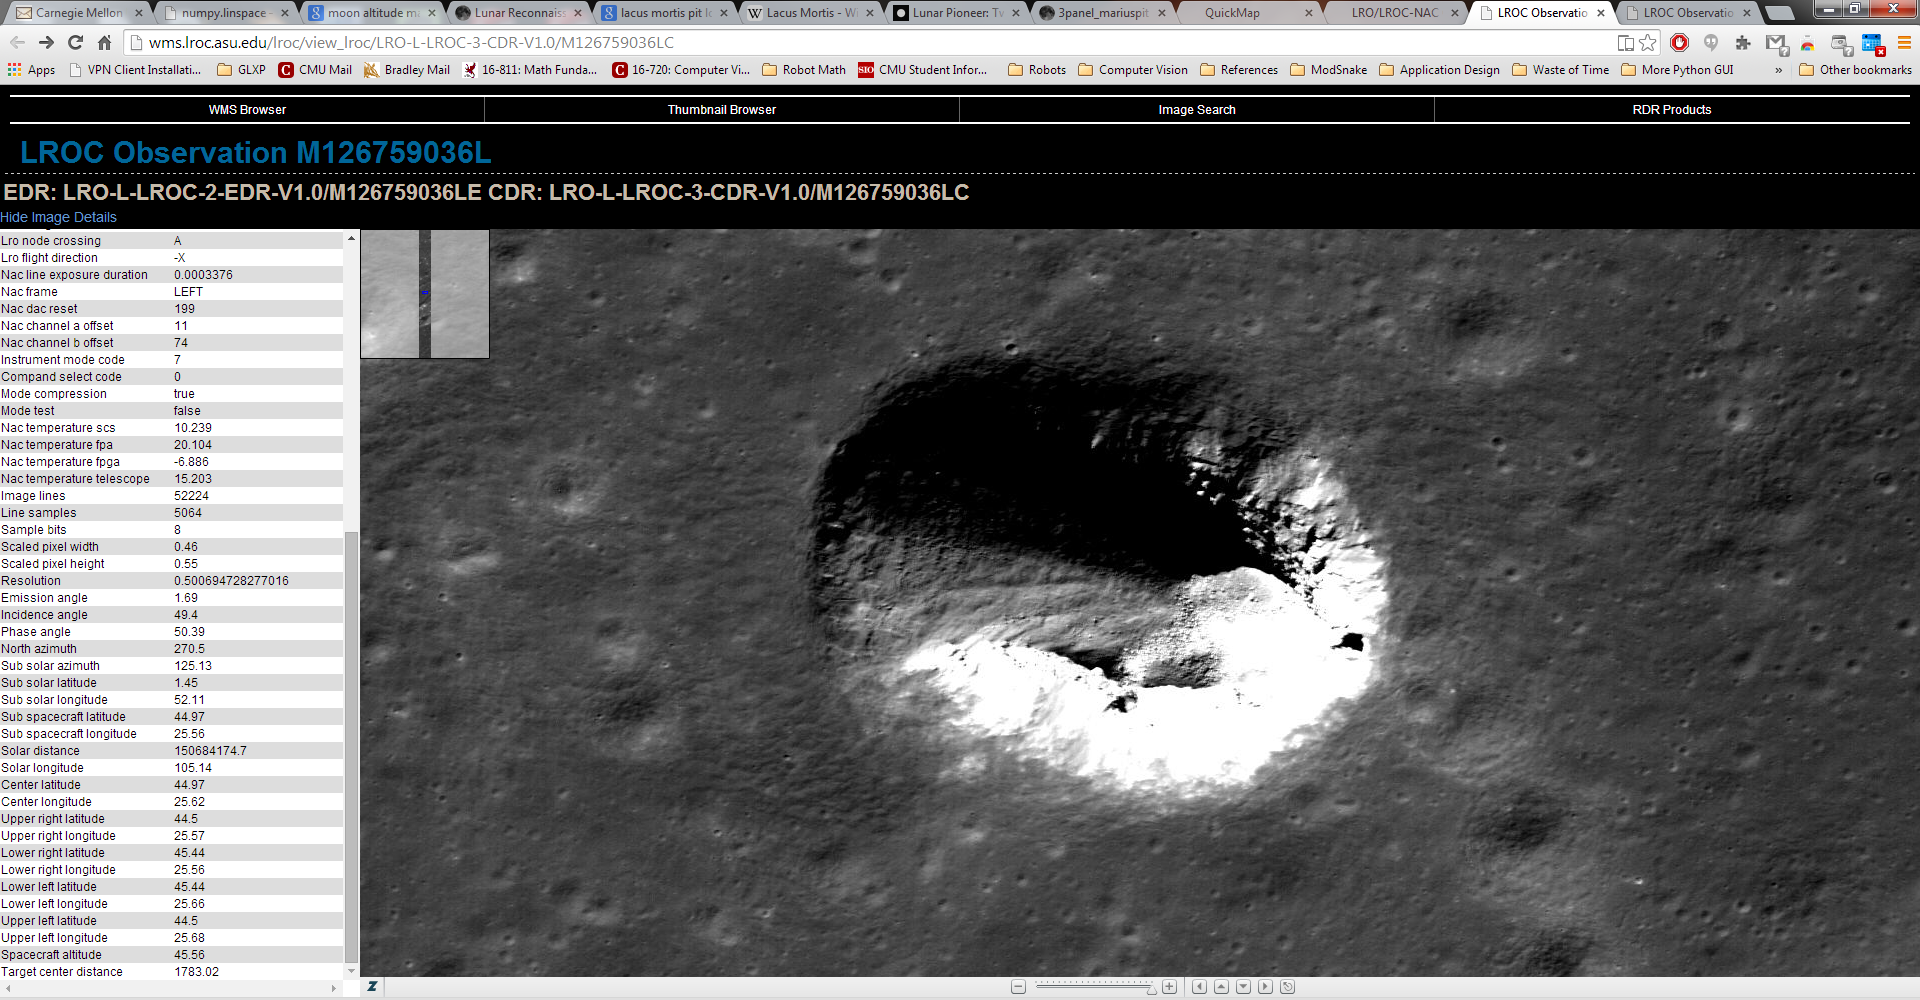 Carnegie Mellon
numpy.linspace
moon altitude ma
Lunar Reconnaiss
lacus mortis pit lo
Lacus Mortis - Wi
Lunar Pioneer: Tw
3panel_mariuspit
QuickMap
LRO/LROC-NAC
LROC Observatio
LROC Observatio
wms.lroc.asu.edu/lroc/view_lroc/LRO-L-LROC-3-CDR-V1.0/M126759036LC
Apps VPN Client Installati... GLXP CMU Mail Bradley Mail 16-811: Math Funda... 16-720: Computer Vi... Robot Math CMU Student Infor... Robots Computer Vision References ModSnake Application Design Waste of Time More Python GUI » Other bookmarks
WMS Browser Thumbnail Browser Image Search RDR Products
LROC Observation M126759036L
EDR: LRO-L-LROC-2-EDR-V1.0/M126759036LE CDR: LRO-L-LROC-3-CDR-V1.0/M126759036LC
Hide Image Details
Lro node crossing A
Lro flight direction -X
Nac line exposure duration 0.0003376
Nac frame LEFT
Nac dac reset 199
Nac channel a offset 11
Nac channel b offset 74
Instrument mode code 7
Compand select code 0
Mode compression true
Mode test false
Nac temperature scs 10.239
Nac temperature fpa 20.104
Nac temperature fpga -6.886
Nac temperature telescope 15.203
Image lines 52224
Line samples 5064
Sample bits 8
Scaled pixel width 0.46
Scaled pixel height 0.55
Resolution 0.500694728277016
Emission angle 1.69
Incidence angle 49.4
Phase angle 50.39
North azimuth 270.5
Sub solar azimuth 125.13
Sub solar latitude 1.45
Sub solar longitude 52.11
Sub spacecraft latitude 44.97
Sub spacecraft longitude 25.56
Solar distance 150684174.7
Solar longitude 105.14
Center latitude 44.97
Center longitude 25.62
Upper right latitude 44.5
Upper right longitude 25.57
Lower right latitude 45.44
Lower right longitude 25.56
Lower left latitude 45.44
Lower left longitude 25.66
Upper left latitude 44.5
Upper left longitude 25.68
Spacecraft altitude 45.56
Target center distance 1783.02
Z